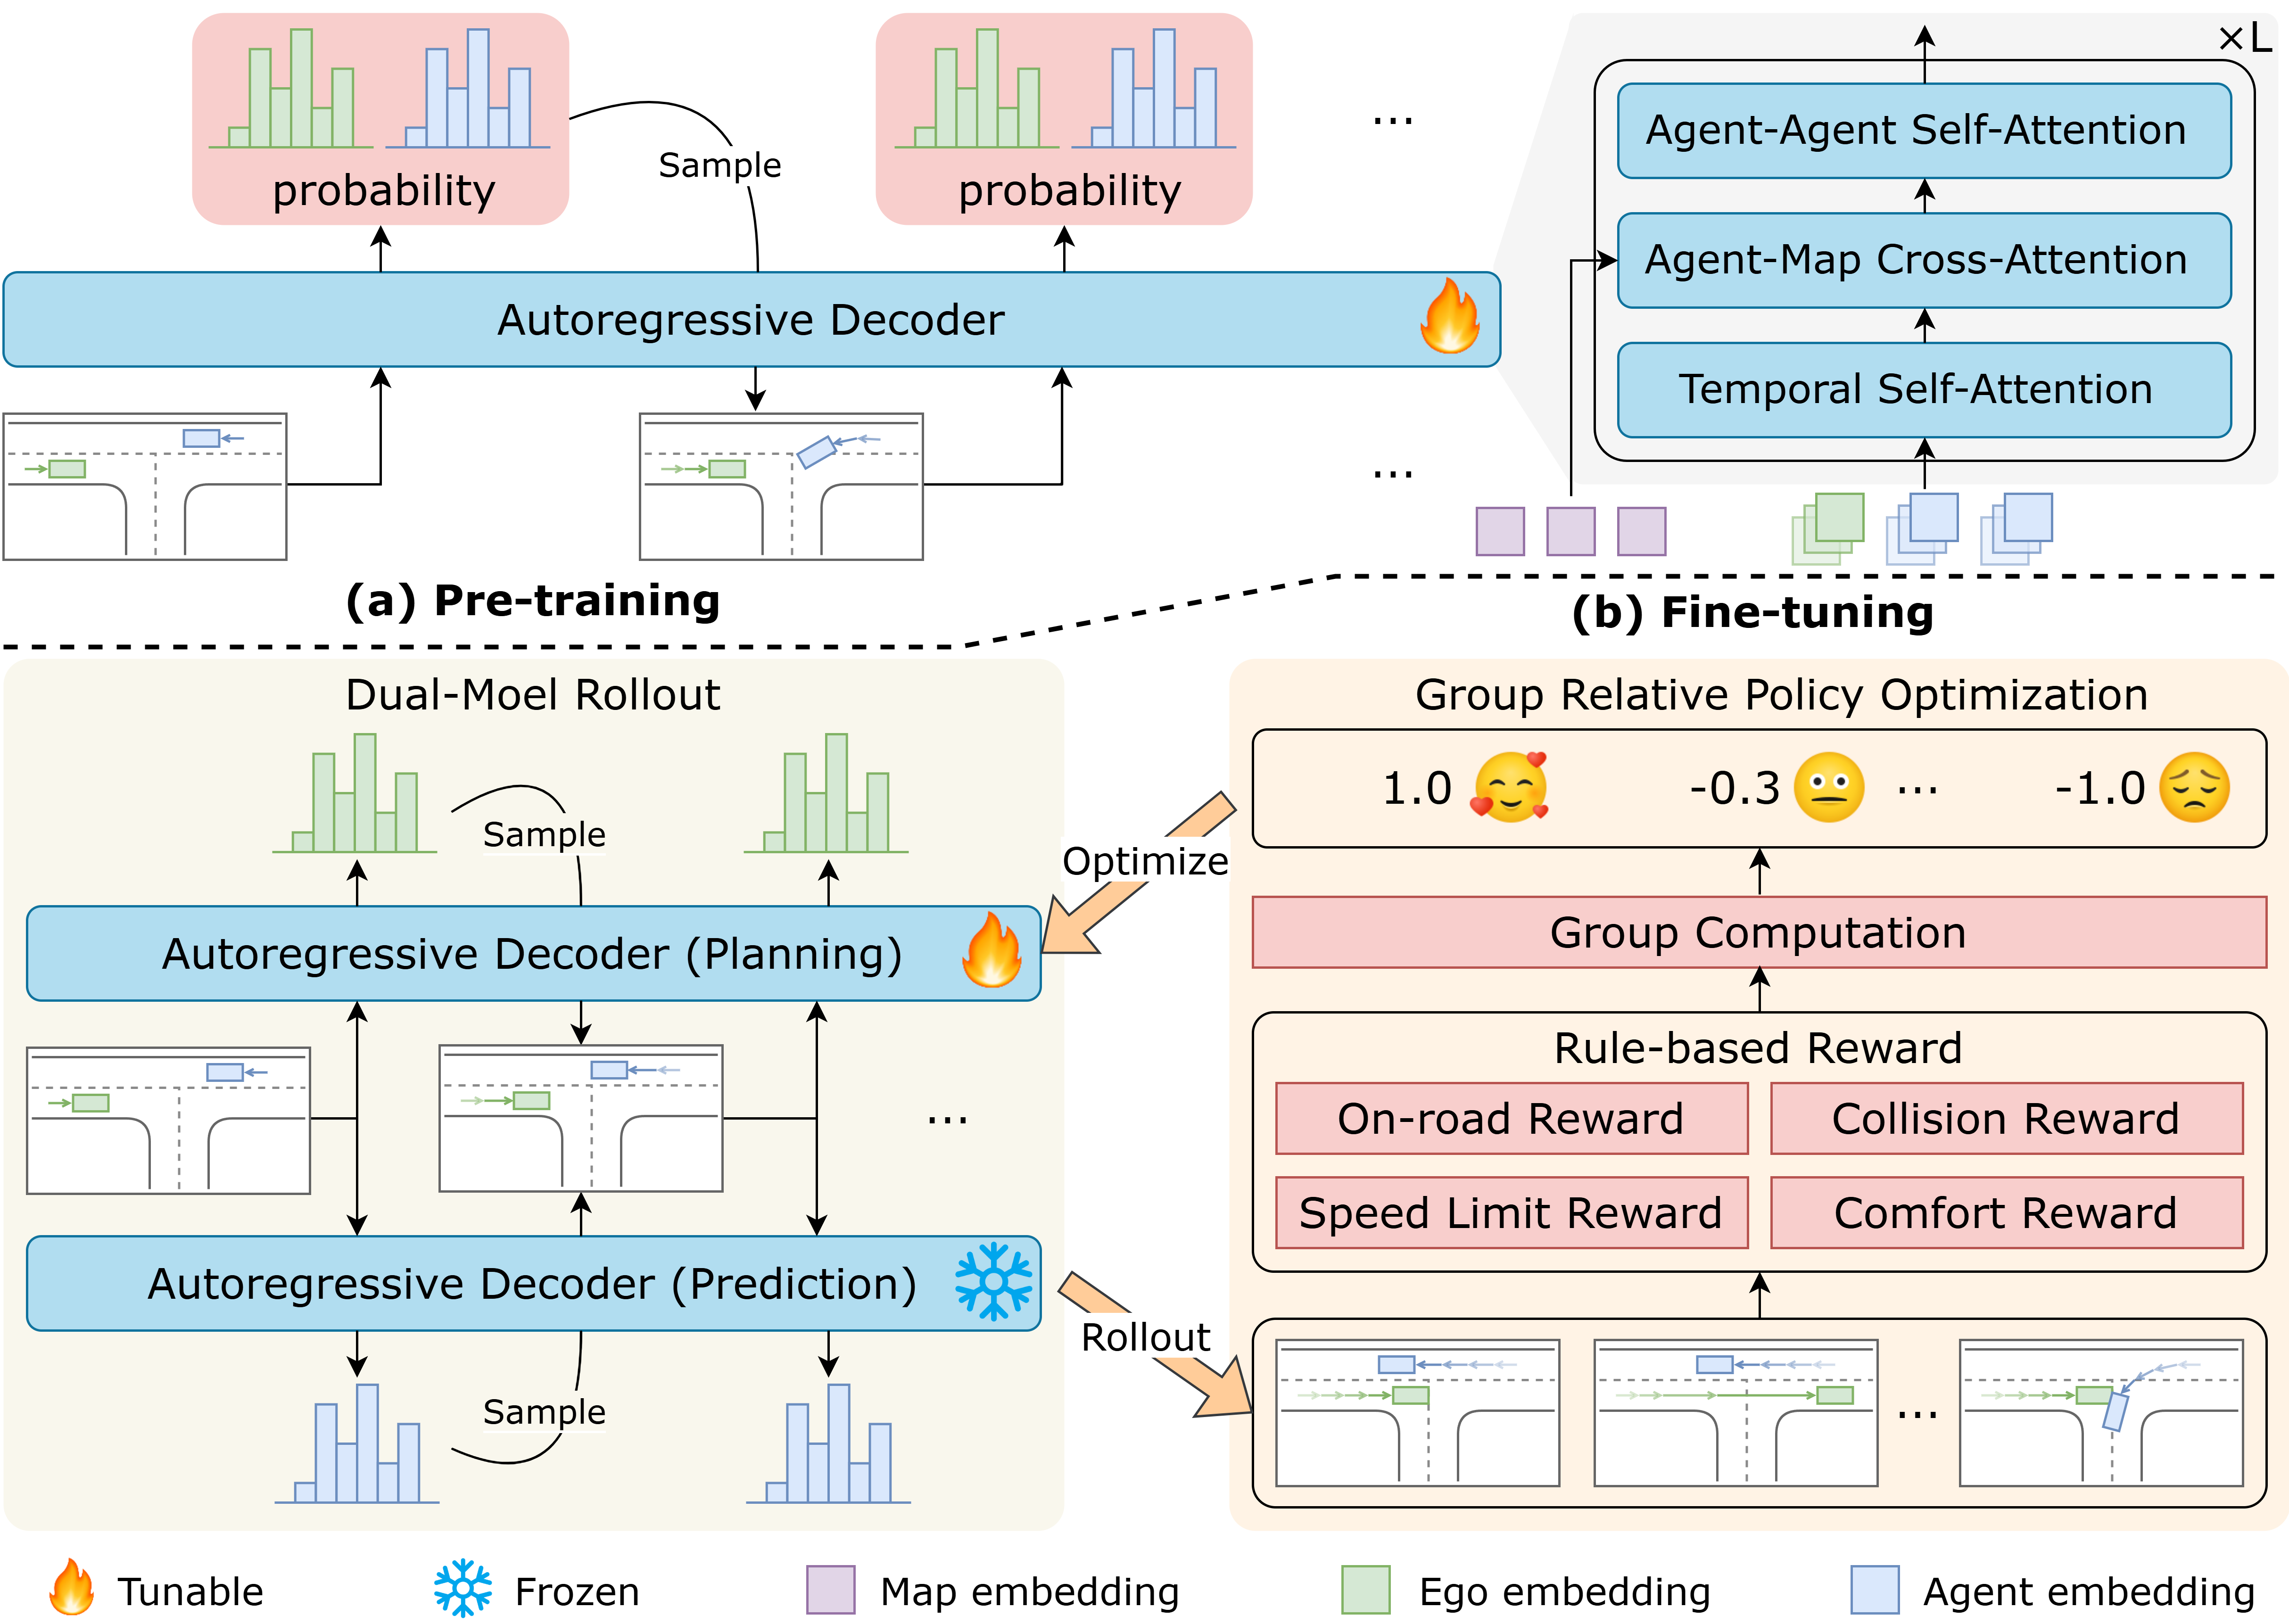 ×L
Agent-Agent Self-Attention
Sample
probability
probability
...
Agent-Map Cross-Attention
Autoregressive Decoder
Temporal Self-Attention
...
(a) Pre-training
(b) Fine-tuning
Dual-Moel Rollout
Sample
Autoregressive Decoder (Planning)
...
Autoregressive Decoder (Prediction)
Sample
Optimize
Rollout
Group Relative Policy Optimization
1.0 -0.3 ... -1.0
Group Computation
Rule-based Reward
On-road Reward
Collision Reward
Speed Limit Reward
Comfort Reward
...
Tunable
Frozen
Map embedding
Ego embedding
Agent embedding